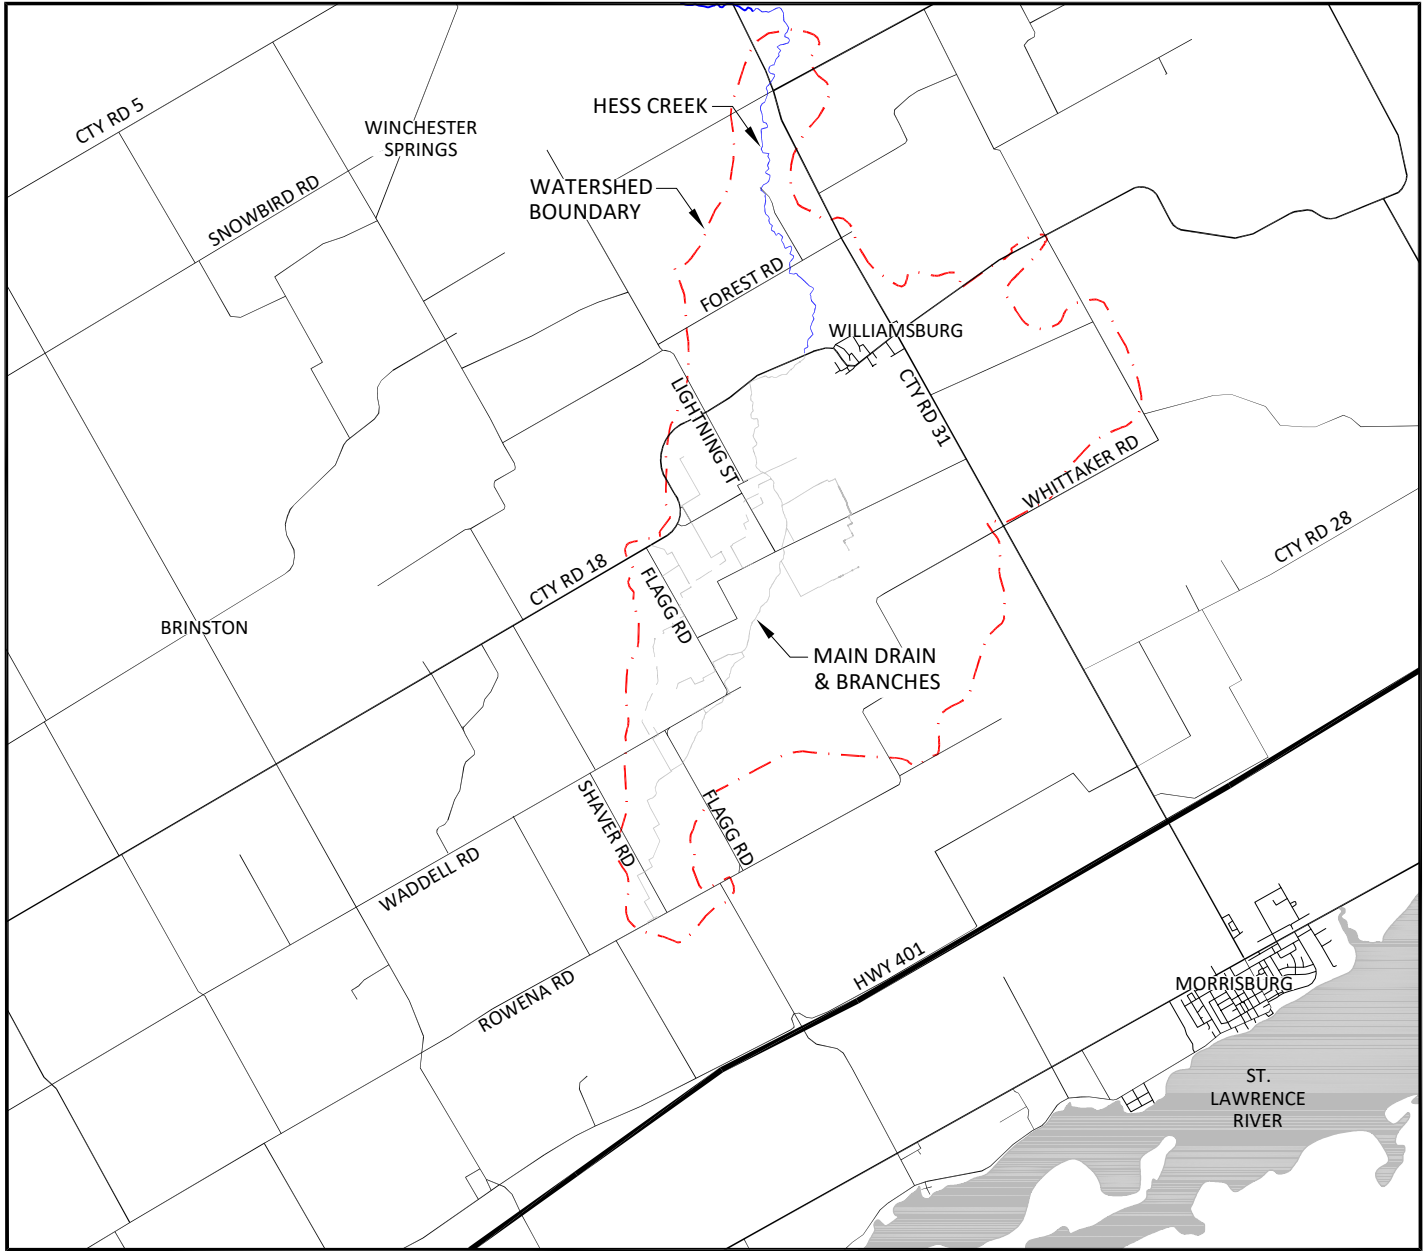 CTY RD 5
WINCHESTER
SPRINGS
HESS CREEK
SNOWBIRD RD
WATERSHED
BOUNDARY
FOREST RD
WILLIAMSBURG
LIGHTNING ST
CTY RD 31
WHITTAKER RD
CTY RD 28
CTY RD 18
FLAGG RD
BRINSTON
MAIN DRAIN
& BRANCHES
SHAVER RD
FLAGG RD
WADDELL RD
ROWENA RD
HWY 401
MORRISBURG
ST.
LAWRENCE
RIVER